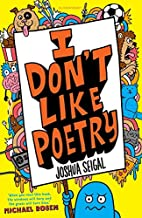 I
DON'T
LIKE
POETRY
JOSHUA SEIGAL
MICHAEL ROSEN